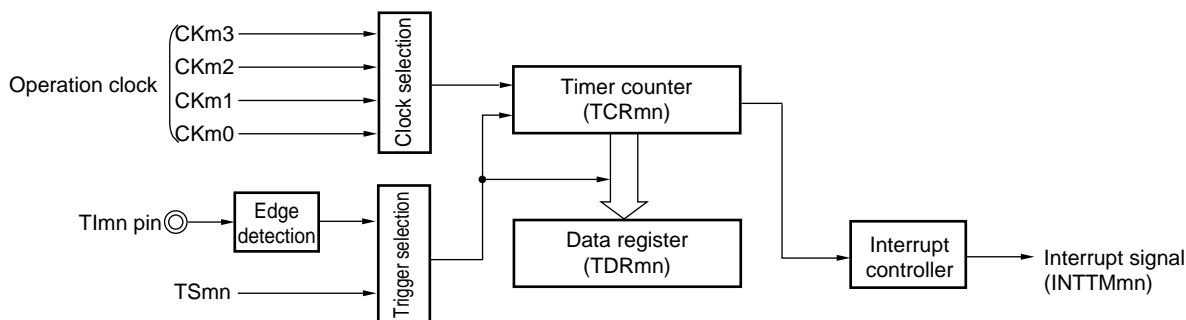 Operation clock
CKm3
CKm2
CKm1
CKm0
Clock selection
Timer counter
(TCRmn)
TImn pin
Edge
detection
TSmn
Trigger selection
Data register
(TDRmn)
Interrupt
controller
Interrupt signal
(INTTMmn)